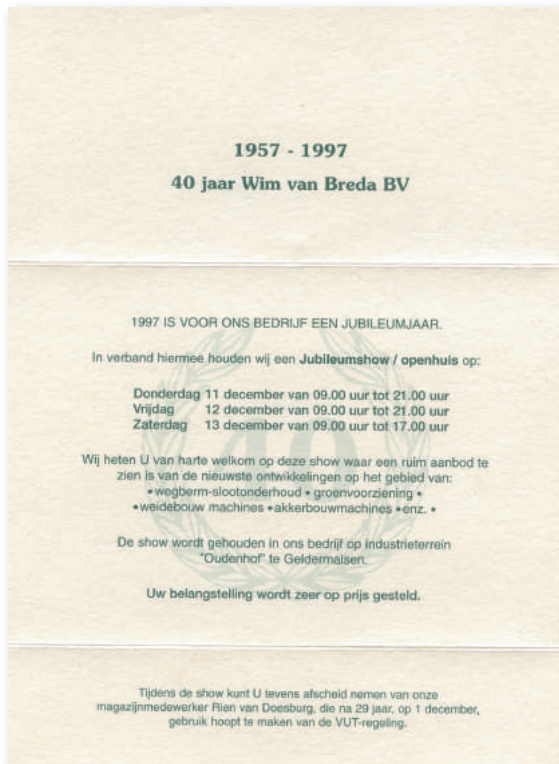 1957 - 1997
40 jaar Wim van Breda BV
1997 IS VOOR ONS BEDRIJF EEN JUBILEUMJAAR.
In verband hiermee houden wij een Jubileumshow / openhuis op:
Donderdag 11 december van 09.00 uur tot 21.00 uur
Vrijdag 12 december van 09.00 uur tot 21.00 uur
Zaterdag 13 december van 09.00 uur tot 17.00 uur
40
Wij heten U van harte welkom op deze show waar een ruim aanbod te
zien is van de nieuwste ontwikkelingen op het gebied van:
•wegberm-slootonderhoud • groenvoorziening •
•weidebouw machines •akkerbouwmachines •enz. •
De show wordt gehouden in ons bedrijf op industrieterrein
"Oudenhof" te Geldermalsen.
Uw belangstelling wordt zeer op prijs gesteld.
Tijdens de show kunt U tevens afscheid nemen van onze
magazijnmedewerker Rien van Doesburg, die na 29 jaar, op 1 december,
gebruik hoopt te maken van de VUT-regeling.